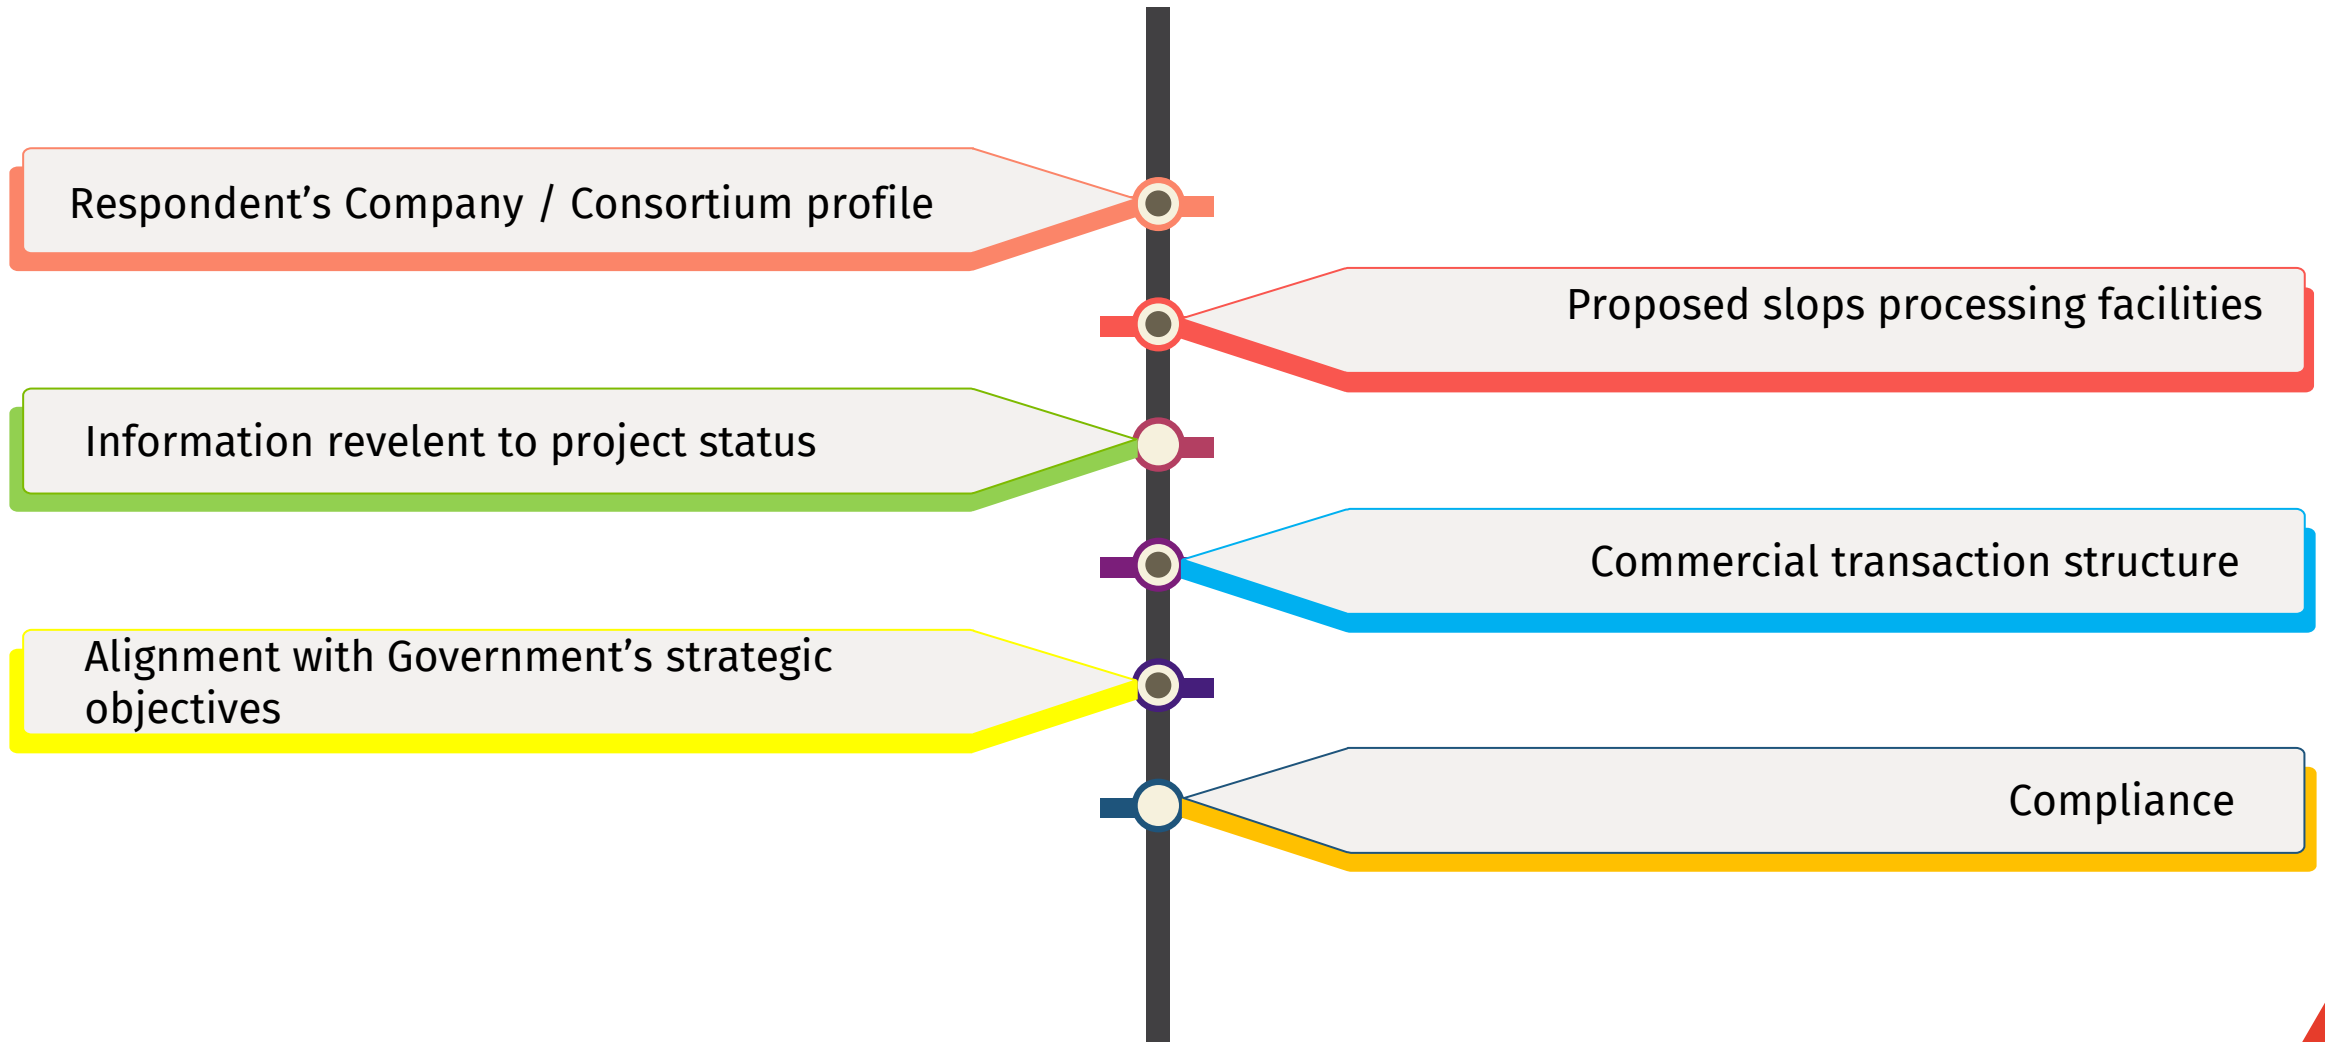 Respondent’s Company / Consortium profile
Proposed slops processing facilities
Information revelent to project status
Commercial transaction structure
Alignment with Government’s strategic
objectives
Compliance